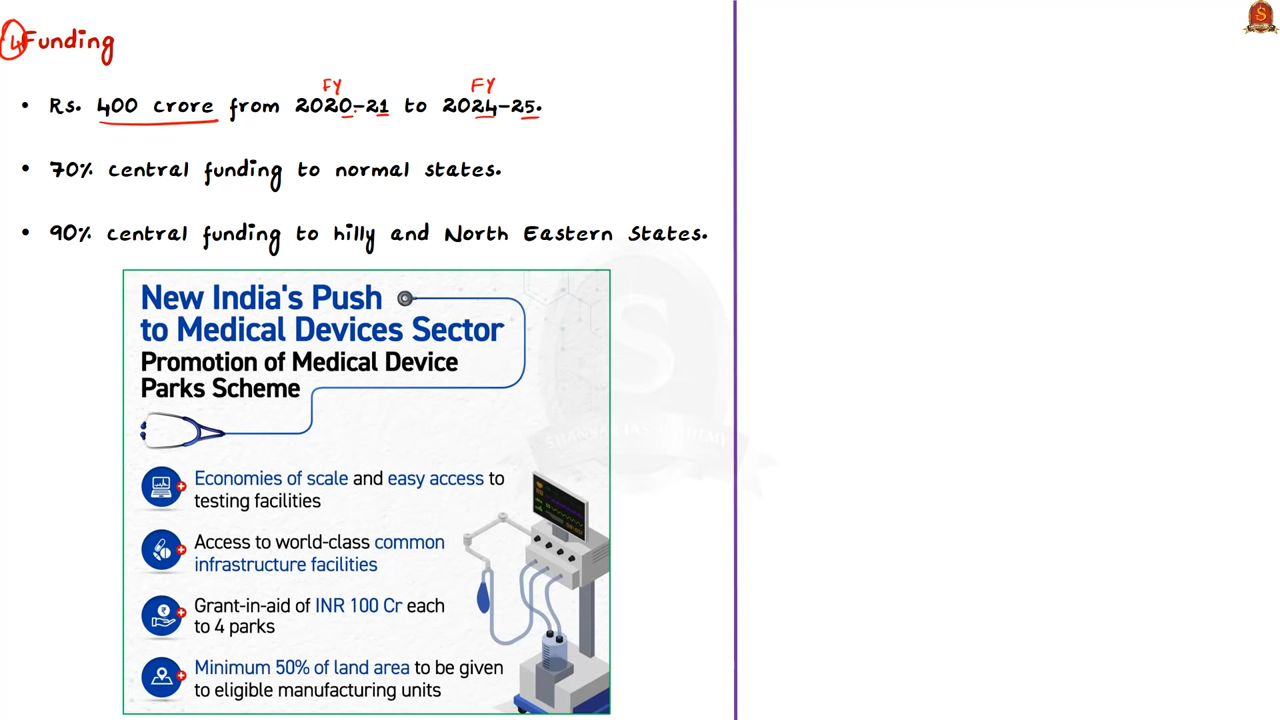 4 Funding
FY FY
• Rs. 400 crore from 2020-21 to 2024-25.
• 70% central funding to normal states.
• 90% central funding to hilly and North Eastern States.
New India's Push
to Medical Devices Sector
Promotion of Medical Device
Parks Scheme
Economies of scale and easy access to
testing facilities
Access to world-class common
infrastructure facilities
Grant-in-aid of INR 100 Cr each
to 4 parks
Minimum 50% of land area to be given
to eligible manufacturing units
S
SHANKAR IAS ACADEMY